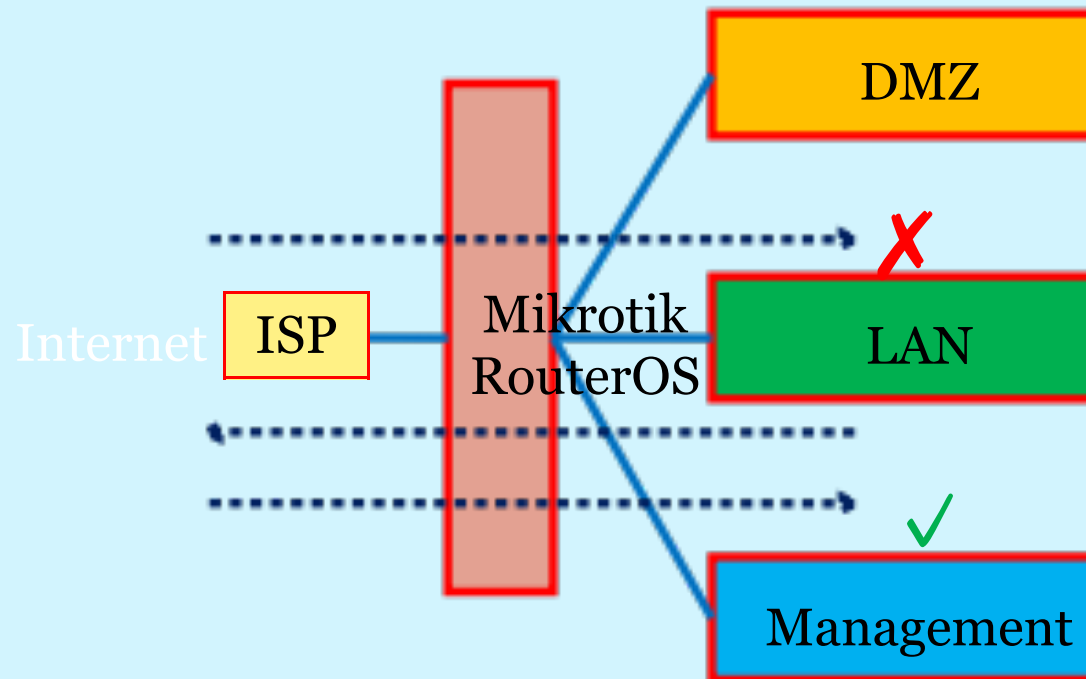 DMZ
Internet
ISP
Mikrotik
RouterOS
LAN
Management